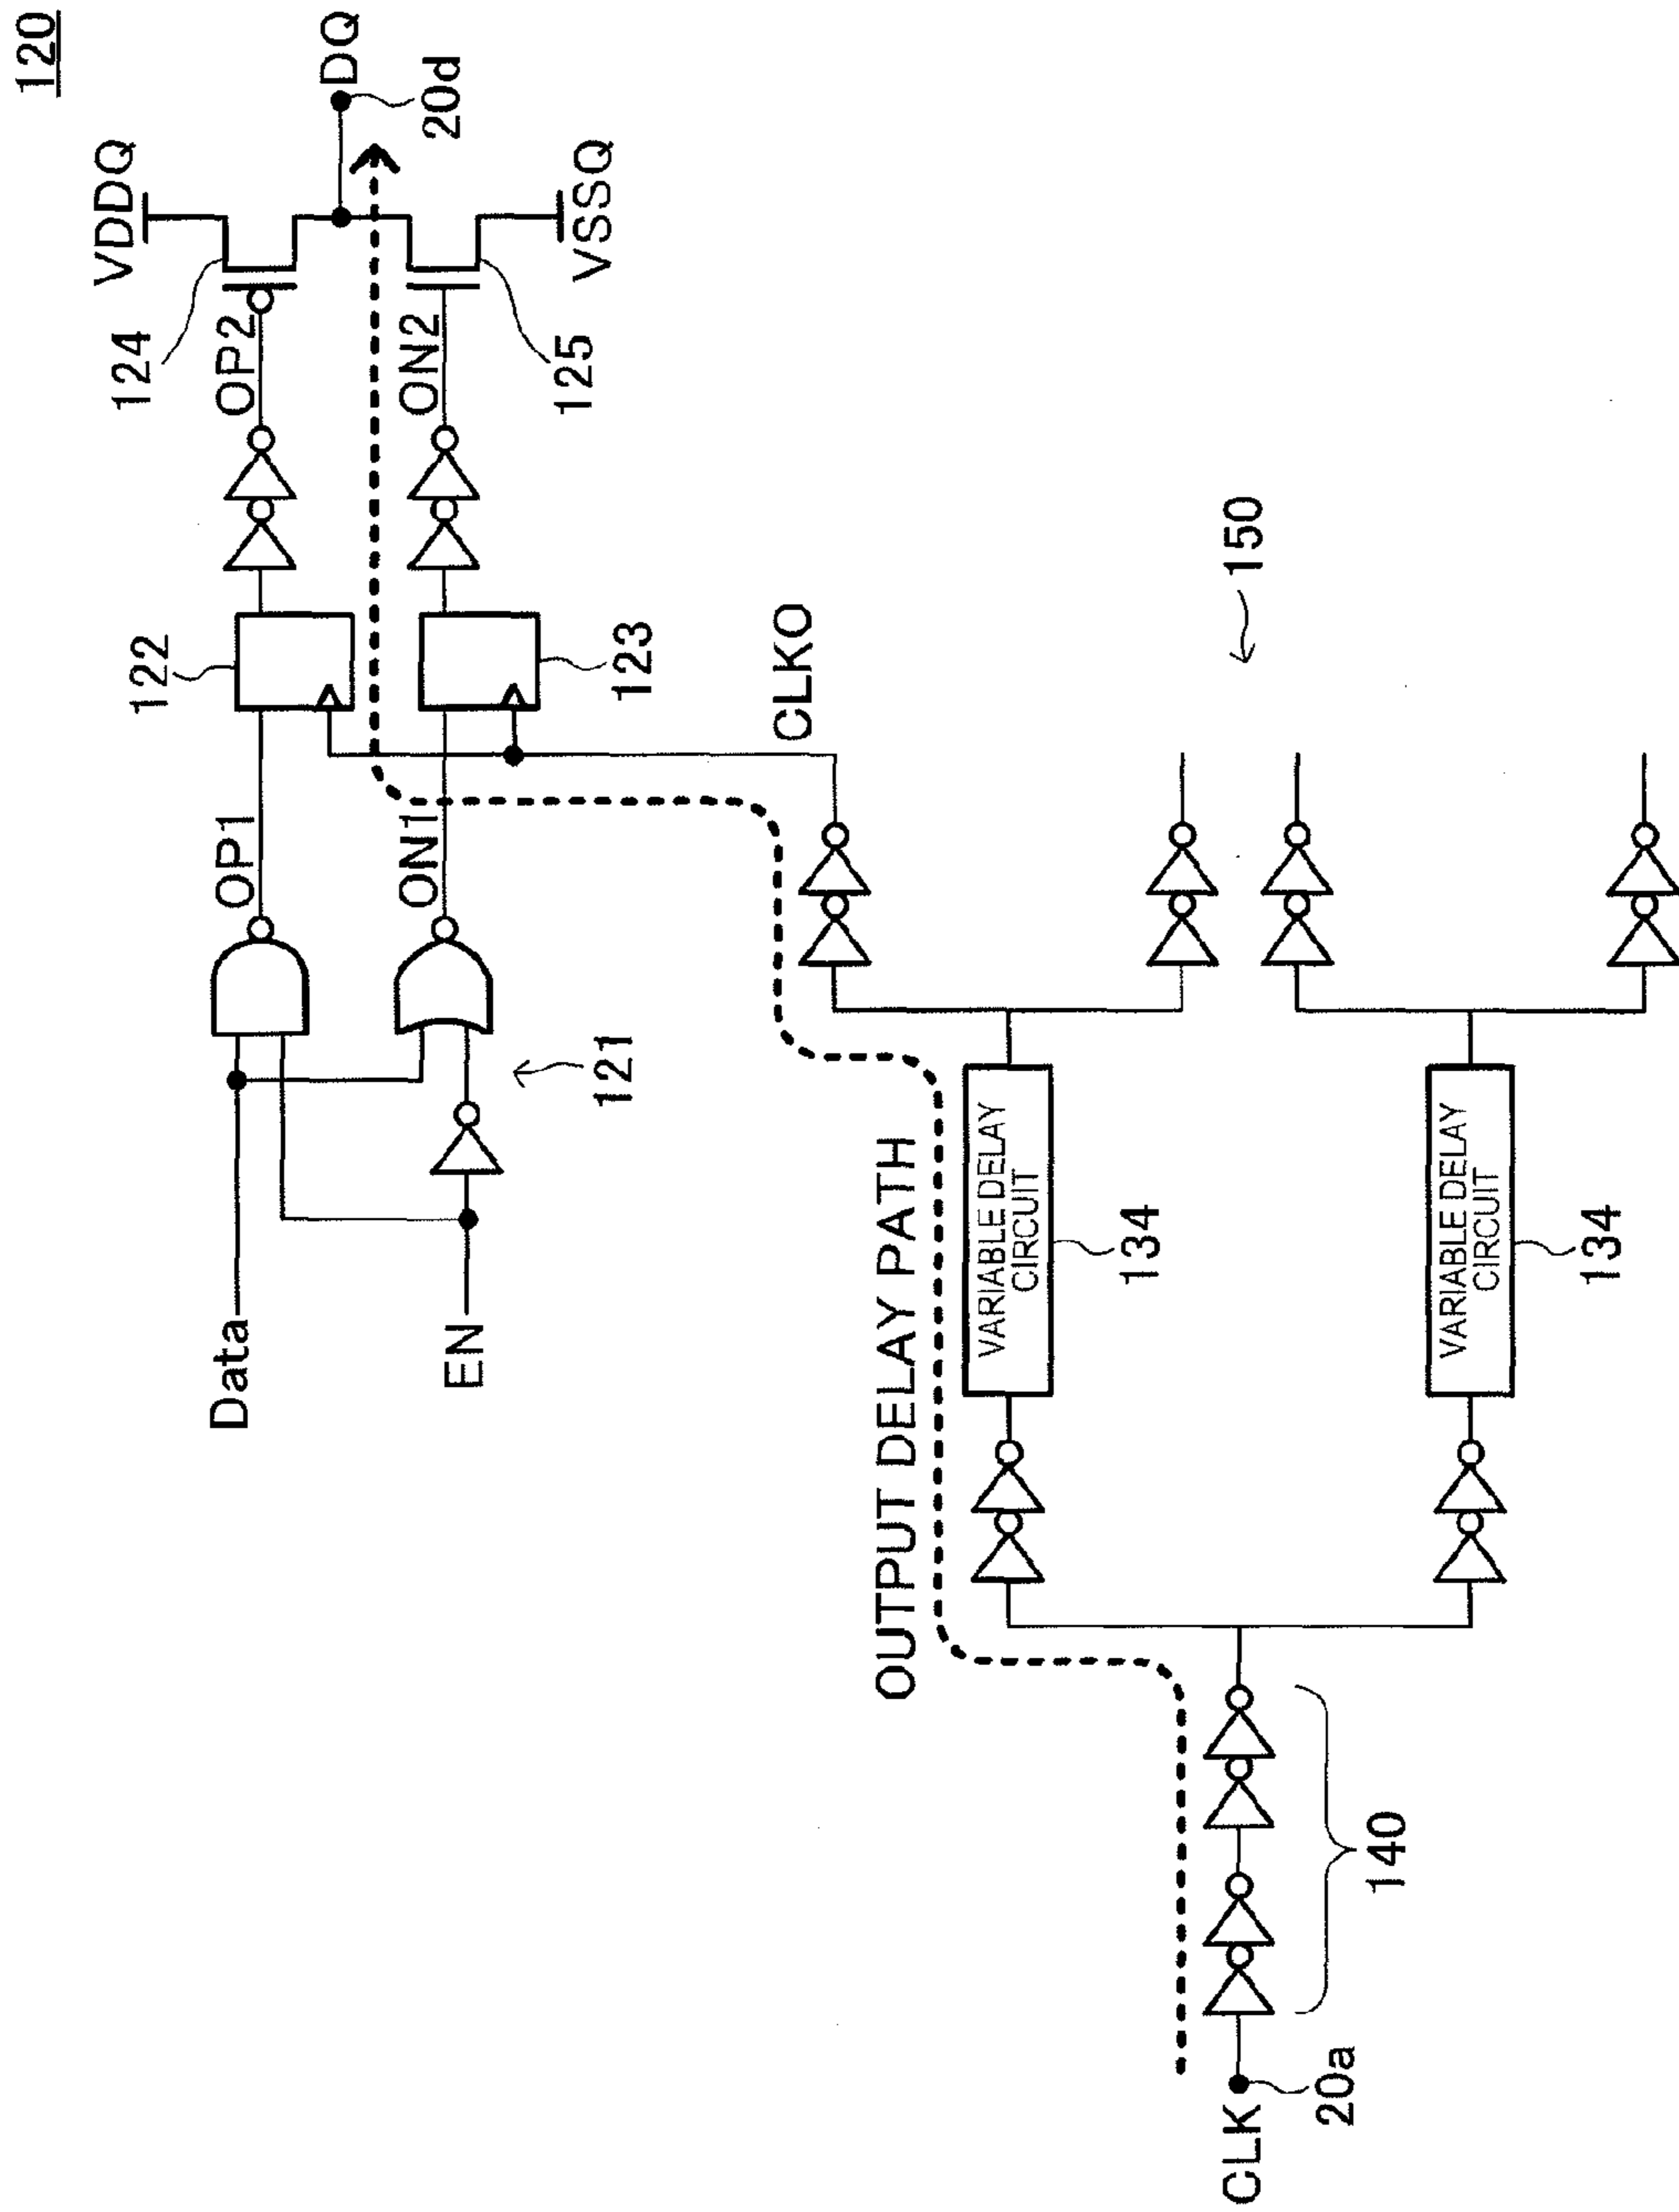 120
VDDQ
124
OP2
DQ
20d
122
OP1
ON2
125
VSSQ
Data
ON1
123
EN
121
CLKO
OUTPUT DELAY PATH
VARIABLE DELAY
CIRCUIT
134
150
CLK
20a
140
VARIABLE DELAY
CIRCUIT
134